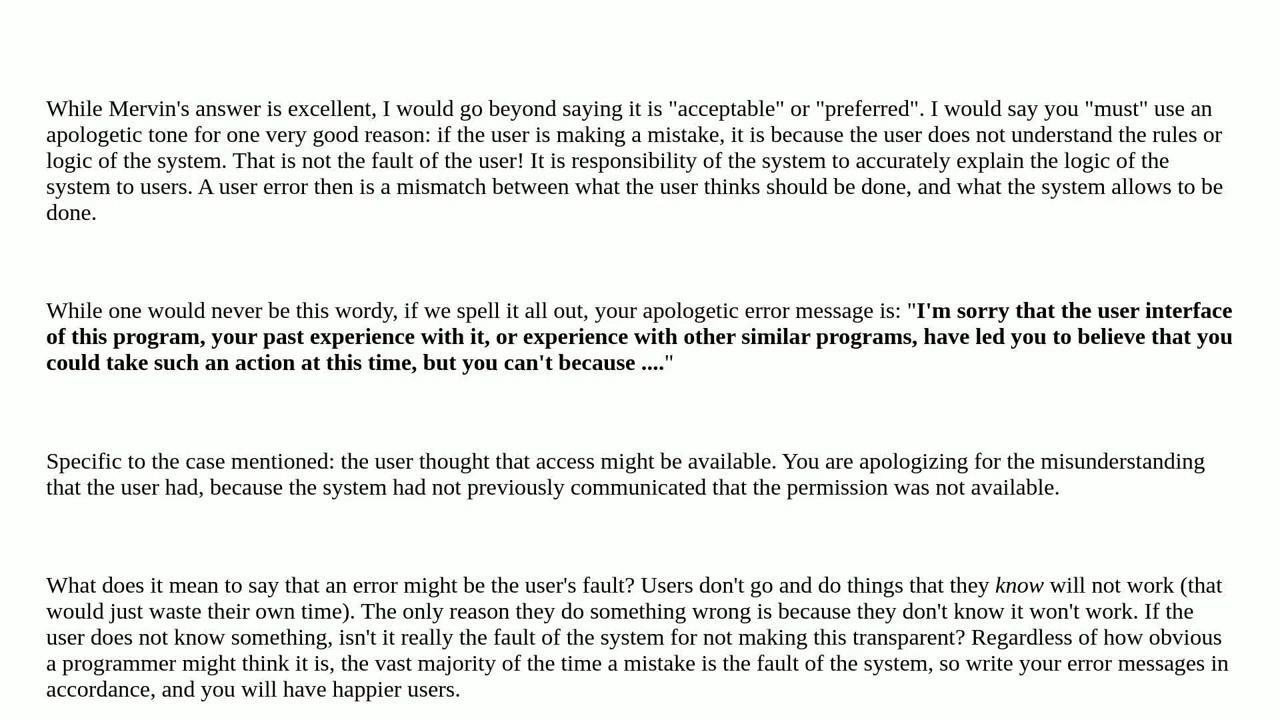 While Mervin's answer is excellent, I would go beyond saying it is "acceptable" or "preferred". I would say you "must" use an
apologetic tone for one very good reason: if the user is making a mistake, it is because the user does not understand the rules or
logic of the system. That is not the fault of the user! It is responsibility of the system to accurately explain the logic of the
system to users. A user error then is a mismatch between what the user thinks should be done, and what the system allows to be
done.
While one would never be this wordy, if we spell it all out, your apologetic error message is: "I'm sorry that the user interface
of this program, your past experience with it, or experience with other similar programs, have led you to believe that you
could take such an action at this time, but you can't because ...."
Specific to the case mentioned: the user thought that access might be available. You are apologizing for the misunderstanding
that the user had, because the system had not previously communicated that the permission was not available.
What does it mean to say that an error might be the user's fault? Users don't go and do things that they know will not work (that
would just waste their own time). The only reason they do something wrong is because they don't know it won't work. If the
user does not know something, isn't it really the fault of the system for not making this transparent? Regardless of how obvious
a programmer might think it is, the vast majority of the time a mistake is the fault of the system, so write your error messages in
accordance, and you will have happier users.